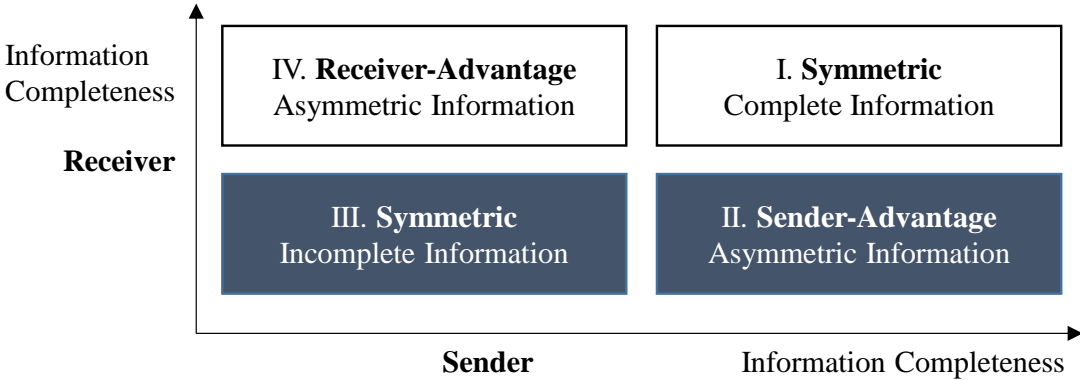 Information
Completeness
Receiver
IV. Receiver-Advantage
Asymmetric Information
I. Symmetric
Complete Information
III. Symmetric
Incomplete Information
II. Sender-Advantage
Asymmetric Information
Sender
Information Completeness